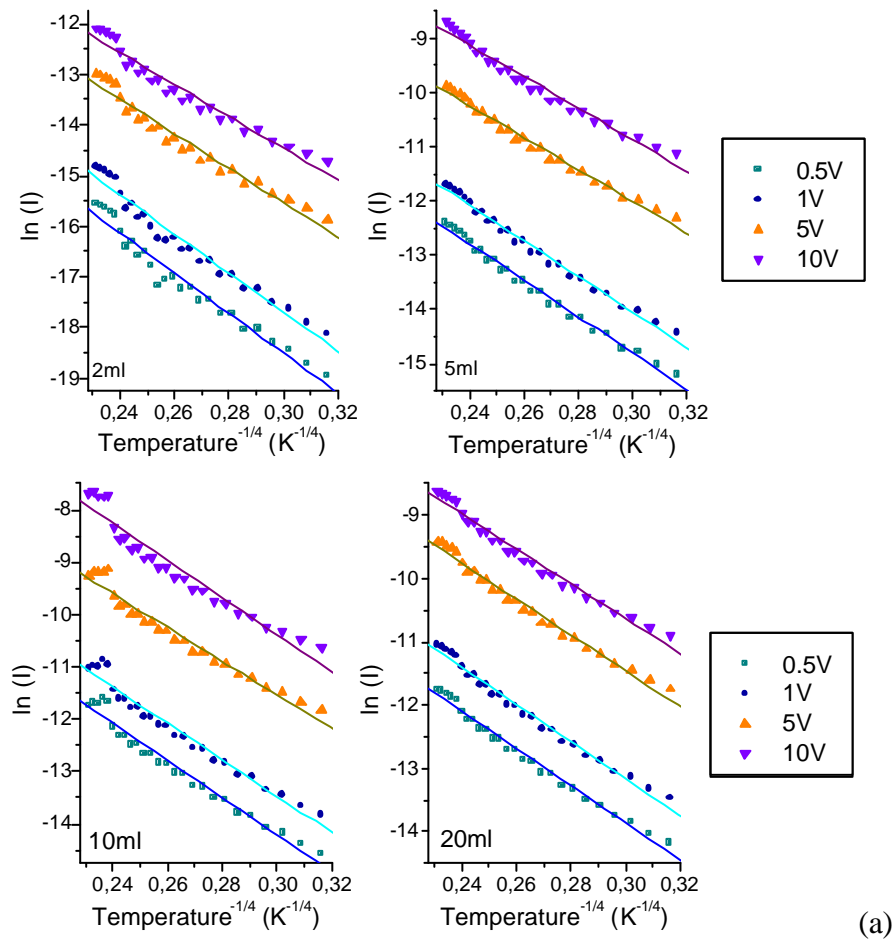 -12
-13
-14
-15
-16
-17
-18
-19
ln (I)
2ml
0,24 0,26 0,28 0,30 0,32
Temperature-1/4 (K-1/4)
-9
-10
-11
-12
-13
-14
-15
ln (I)
5ml
0,24 0,26 0,28 0,30 0,32
Temperature-1/4 (K-1/4)
0.5V
1V
5V
10V
-8
-9
-10
-11
-12
-13
-14
ln (I)
10ml
0,24 0,26 0,28 0,30 0,32
Temperature-1/4 (K-1/4)
-9
-10
-11
-12
-13
-14
ln (I)
20ml
0,24 0,26 0,28 0,30 0,32
Temperature-1/4 (K-1/4)
0.5V
1V
5V
10V
(a)